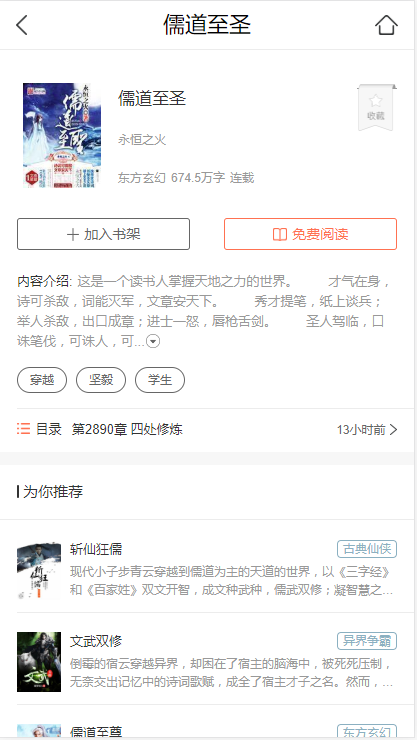 儒道至圣
儒道至圣
收藏
永恒之火
东方玄幻 674.5万字 连载
加入书架
免费阅读
内容介绍: 这是一个读书人掌握天地之力的世界。 才气在身，
诗可杀敌，词能灭军，文章安天下。 秀才提笔，纸上谈兵；
举人杀敌，出口成章；进士一怒，唇枪舌剑。 圣人驾临，口
诛笔伐，可诛人，可...
穿越 坚毅 学生
目录 第2890章 四处修炼 13小时前
为你推荐
斩仙狂儒 古典仙侠
现代小子步青云穿越到儒道为主的天道的世界，以《三字经》
和《百家姓》双文开智，成文种武种，儒武双修；凝智慧之...
文武双修 异界争霸
倒霉的宿云穿越异界，却困在了宿主的脑海中，被死死压制，
无奈交出记忆中的诗词歌赋，成全了宿主才子之名。然而，...
儒道至尊 东方玄幻